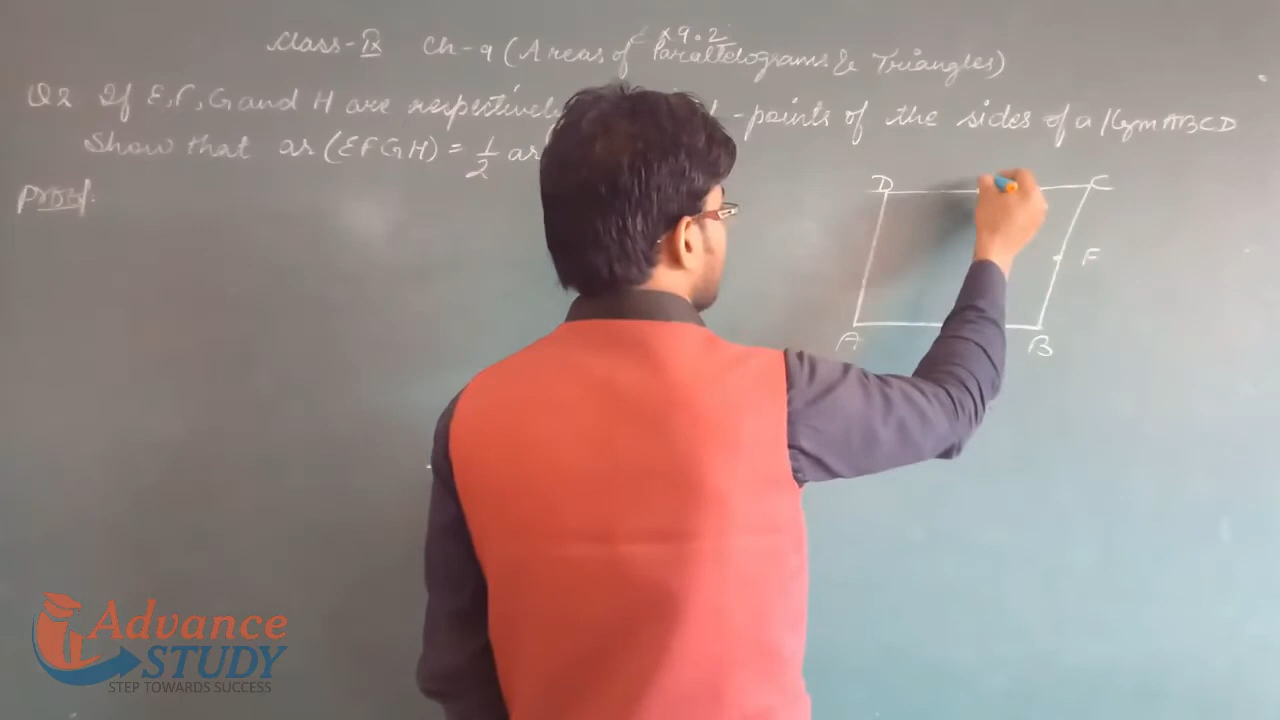 Ex 9.2
Class-IX Ch-9 (Areas of Parallelograms & Triangles)
Q2 If E, F, G and H are respectively -points of the sides of a ||gm ABCD
Show that ar (EFGH) = 1/2 ar
Proof:
D C
F
A B
Advance
STUDY
STEP TOWARDS SUCCESS